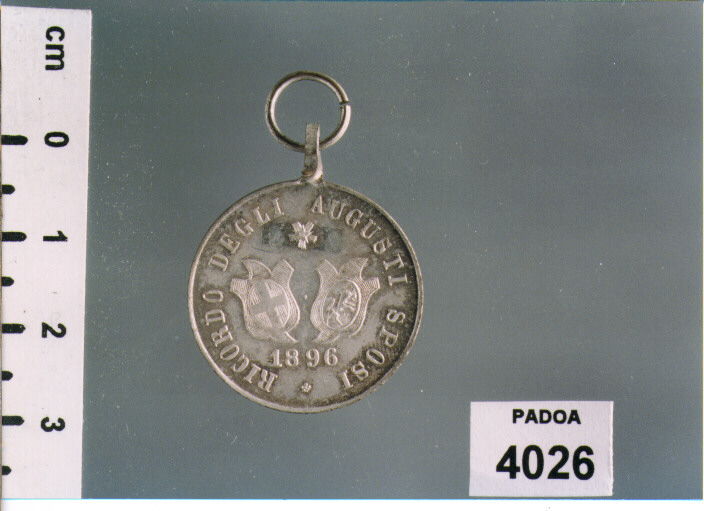 cm
0
1
2
3
RICORDO DEGLI AUGUSTI SPOSI
1896
PADOA
4026